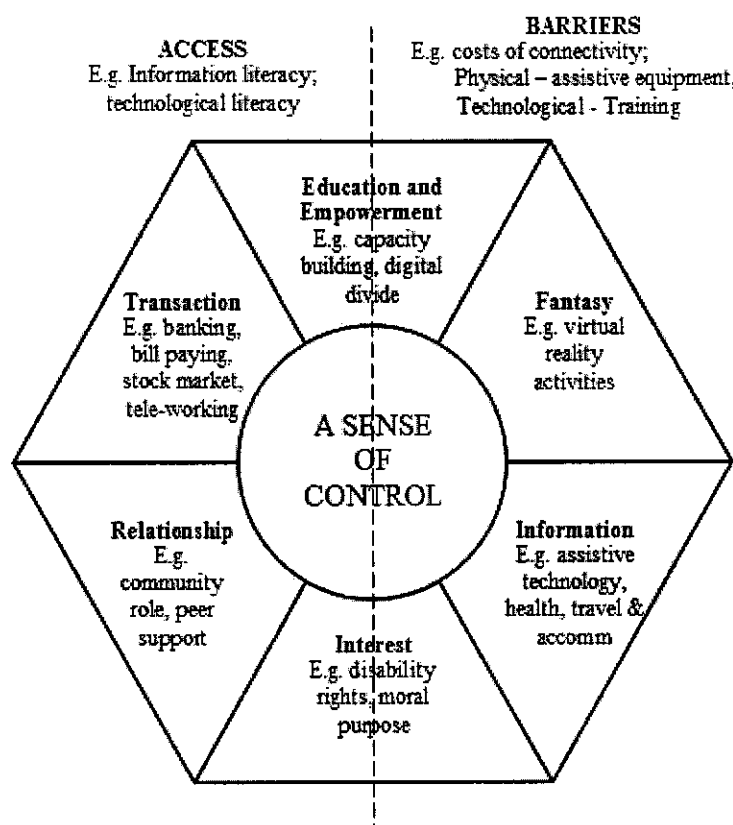 ACCESS
E.g. Information literacy;
technological literacy
BARRIERS
E.g. costs of connectivity;
Physical – assistive equipment,
Technological - Training
Education and
Empowerment
E.g. capacity
building, digital
divide
Transaction
E.g. banking,
bill paying,
stock market,
tele-working
Fantasy
E.g. virtual
reality
activities
A SENSE
OF
CONTROL
Relationship
E.g.
community
role, peer
support
Information
E.g. assistive
technology,
health, travel &
accomm
Interest
E.g. disability
rights, moral
purpose